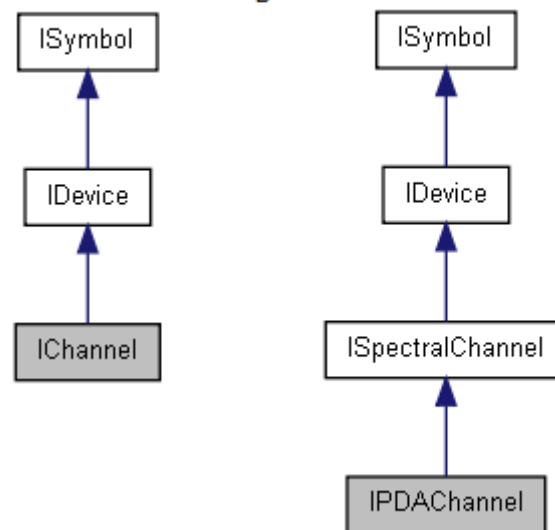 ISymbol
IDevice
IChannel
ISymbol
IDevice
ISpectralChannel
IPDAChannel